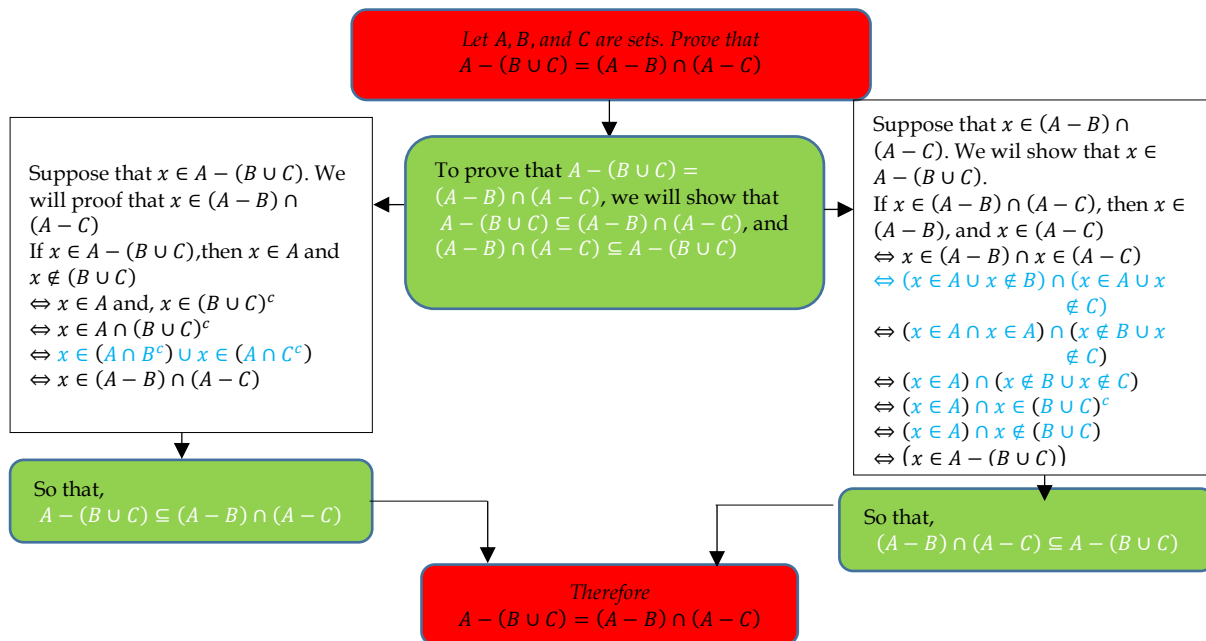 Let A, B, and C are sets. Prove that
A − (B ∪ C) = (A − B) ∩ (A − C)
Suppose that x ∈ A − (B ∪ C). We
will proof that x ∈ (A − B) ∩
(A − C)
If x ∈ A − (B ∪ C),then x ∈ A and
x ∉ (B ∪ C)
⇔ x ∈ A and, x ∈ (B ∪ C)ᶜ
⇔ x ∈ A ∩ (B ∪ C)ᶜ
⇔ x ∈ (A ∩ Bᶜ) ∪ x ∈ (A ∩ Cᶜ)
⇔ x ∈ (A − B) ∩ (A − C)
To prove that A − (B ∪ C) =
(A − B) ∩ (A − C), we will show that
A − (B ∪ C) ⊆ (A − B) ∩ (A − C), and
(A − B) ∩ (A − C) ⊆ A − (B ∪ C)
Suppose that x ∈ (A − B) ∩
(A − C). We wil show that x ∈
A − (B ∪ C).
If x ∈ (A − B) ∩ (A − C), then x ∈
(A − B), and x ∈ (A − C)
⇔ x ∈ (A − B) ∩ x ∈ (A − C)
⇔ (x ∈ A ∪ x ∉ B) ∩ (x ∈ A ∪ x
∉ C)
⇔ (x ∈ A ∩ x ∈ A) ∩ (x ∉ B ∪ x
∉ C)
⇔ (x ∈ A) ∩ (x ∉ B ∪ x ∉ C)
⇔ (x ∈ A) ∩ x ∈ (B ∪ C)ᶜ
⇔ (x ∈ A) ∩ x ∉ (B ∪ C)
⇔ (x ∈ A − (B ∪ C))
So that,
A − (B ∪ C) ⊆ (A − B) ∩ (A − C)
So that,
(A − B) ∩ (A − C) ⊆ A − (B ∪ C)
Therefore
A − (B ∪ C) = (A − B) ∩ (A − C)